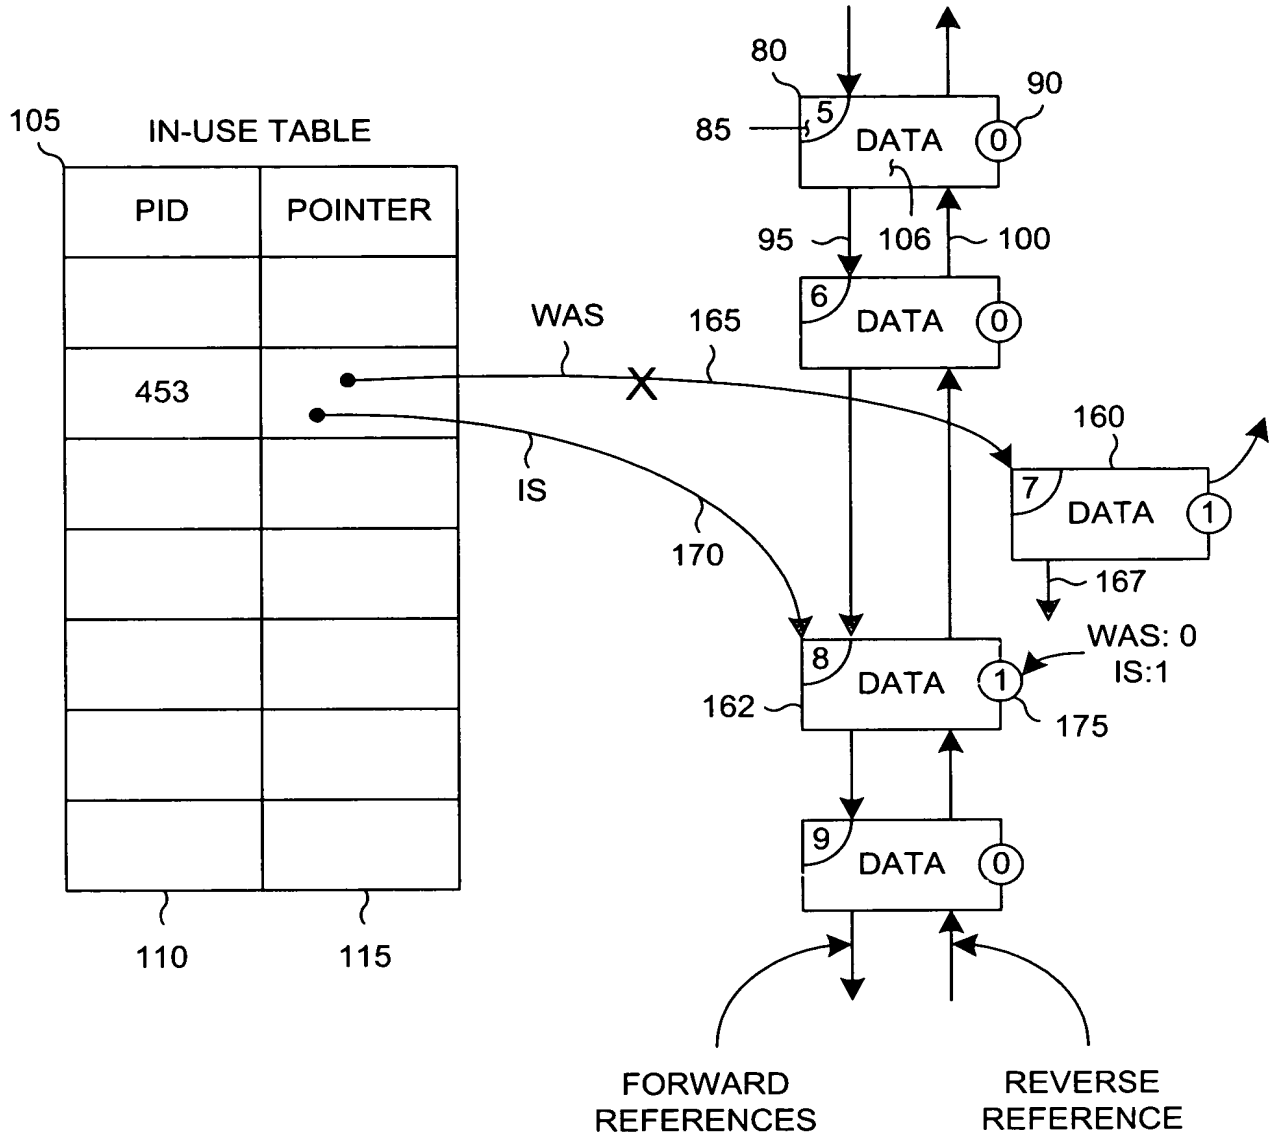 80
90
5
85
DATA
0
105
IN-USE TABLE
PID
POINTER
95
106
100
6
DATA
0
WAS
165
453
160
7
DATA
1
IS
170
167
WAS: 0
IS:1
8
DATA
1
162
175
9
DATA
0
110
115
FORWARD
REFERENCES
REVERSE
REFERENCE